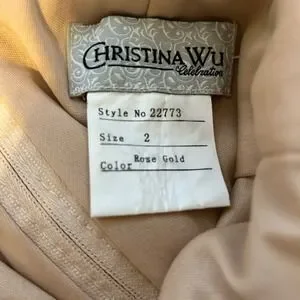 CHRISTINA WU
Celebration
Style No 22773
Size 2
Color Rose Gold